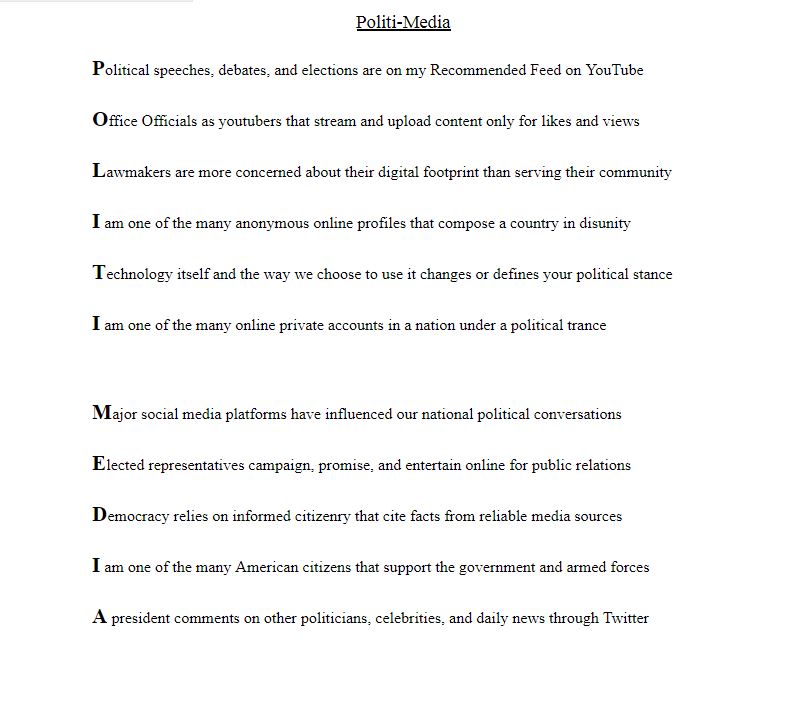 Politi-Media
Political speeches, debates, and elections are on my Recommended Feed on YouTube
Office Officials as youtubers that stream and upload content only for likes and views
Lawmakers are more concerned about their digital footprint than serving their community
I am one of the many anonymous online profiles that compose a country in disunity
Technology itself and the way we choose to use it changes or defines your political stance
I am one of the many online private accounts in a nation under a political trance
Major social media platforms have influenced our national political conversations
Elected representatives campaign, promise, and entertain online for public relations
Democracy relies on informed citizenry that cite facts from reliable media sources
I am one of the many American citizens that support the government and armed forces
A president comments on other politicians, celebrities, and daily news through Twitter